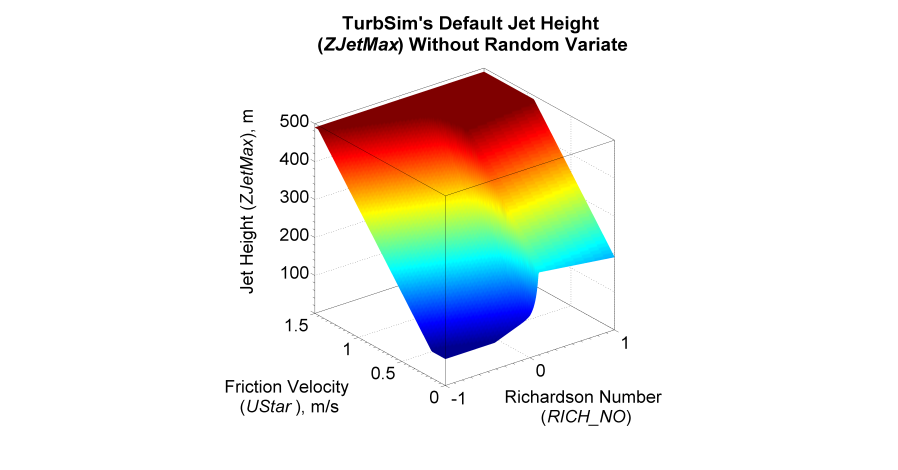 TurbSim's Default Jet Height
(ZJetMax) Without Random Variate
Jet Height (ZJetMax), m
500
400
300
200
100
1.5
1
0.5
0
-1
0
1
Friction Velocity
(UStar ), m/s
Richardson Number
(RICH_NO)